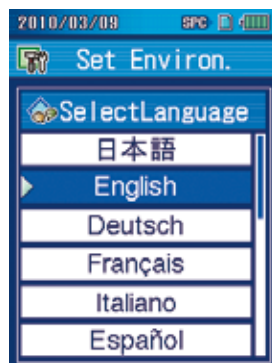 2010/03/09 SPC
Set Environ.
SelectLanguage
日本語
English
Deutsch
Français
Italiano
Español